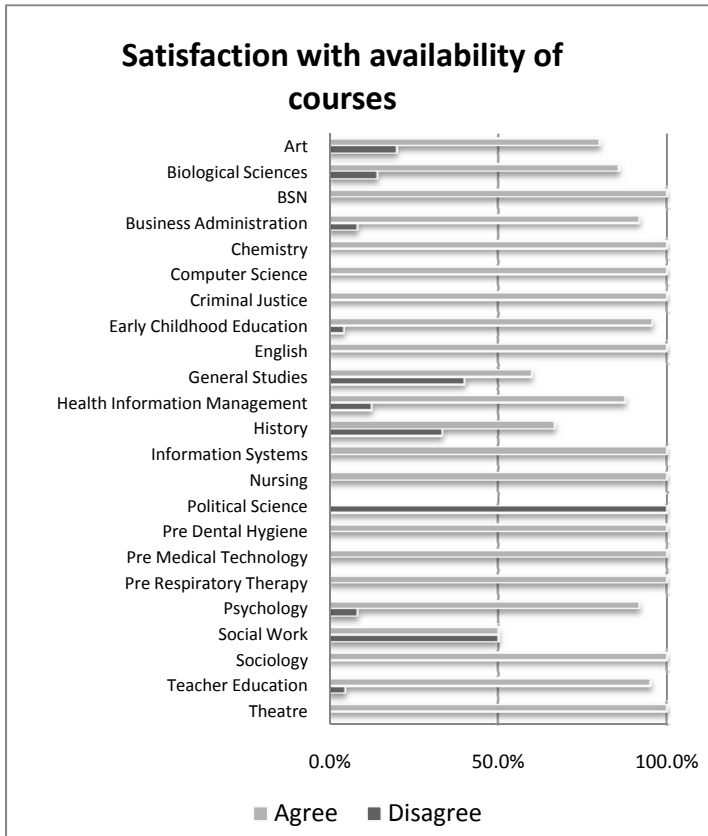 Satisfaction with availability of
courses
Art
Biological Sciences
BSN
Business Administration
Chemistry
Computer Science
Criminal Justice
Early Childhood Education
English
General Studies
Health Information Management
History
Information Systems
Nursing
Political Science
Pre Dental Hygiene
Pre Medical Technology
Pre Respiratory Therapy
Psychology
Social Work
Sociology
Teacher Education
Theatre
0.0% 50.0% 100.0%
Agree Disagree